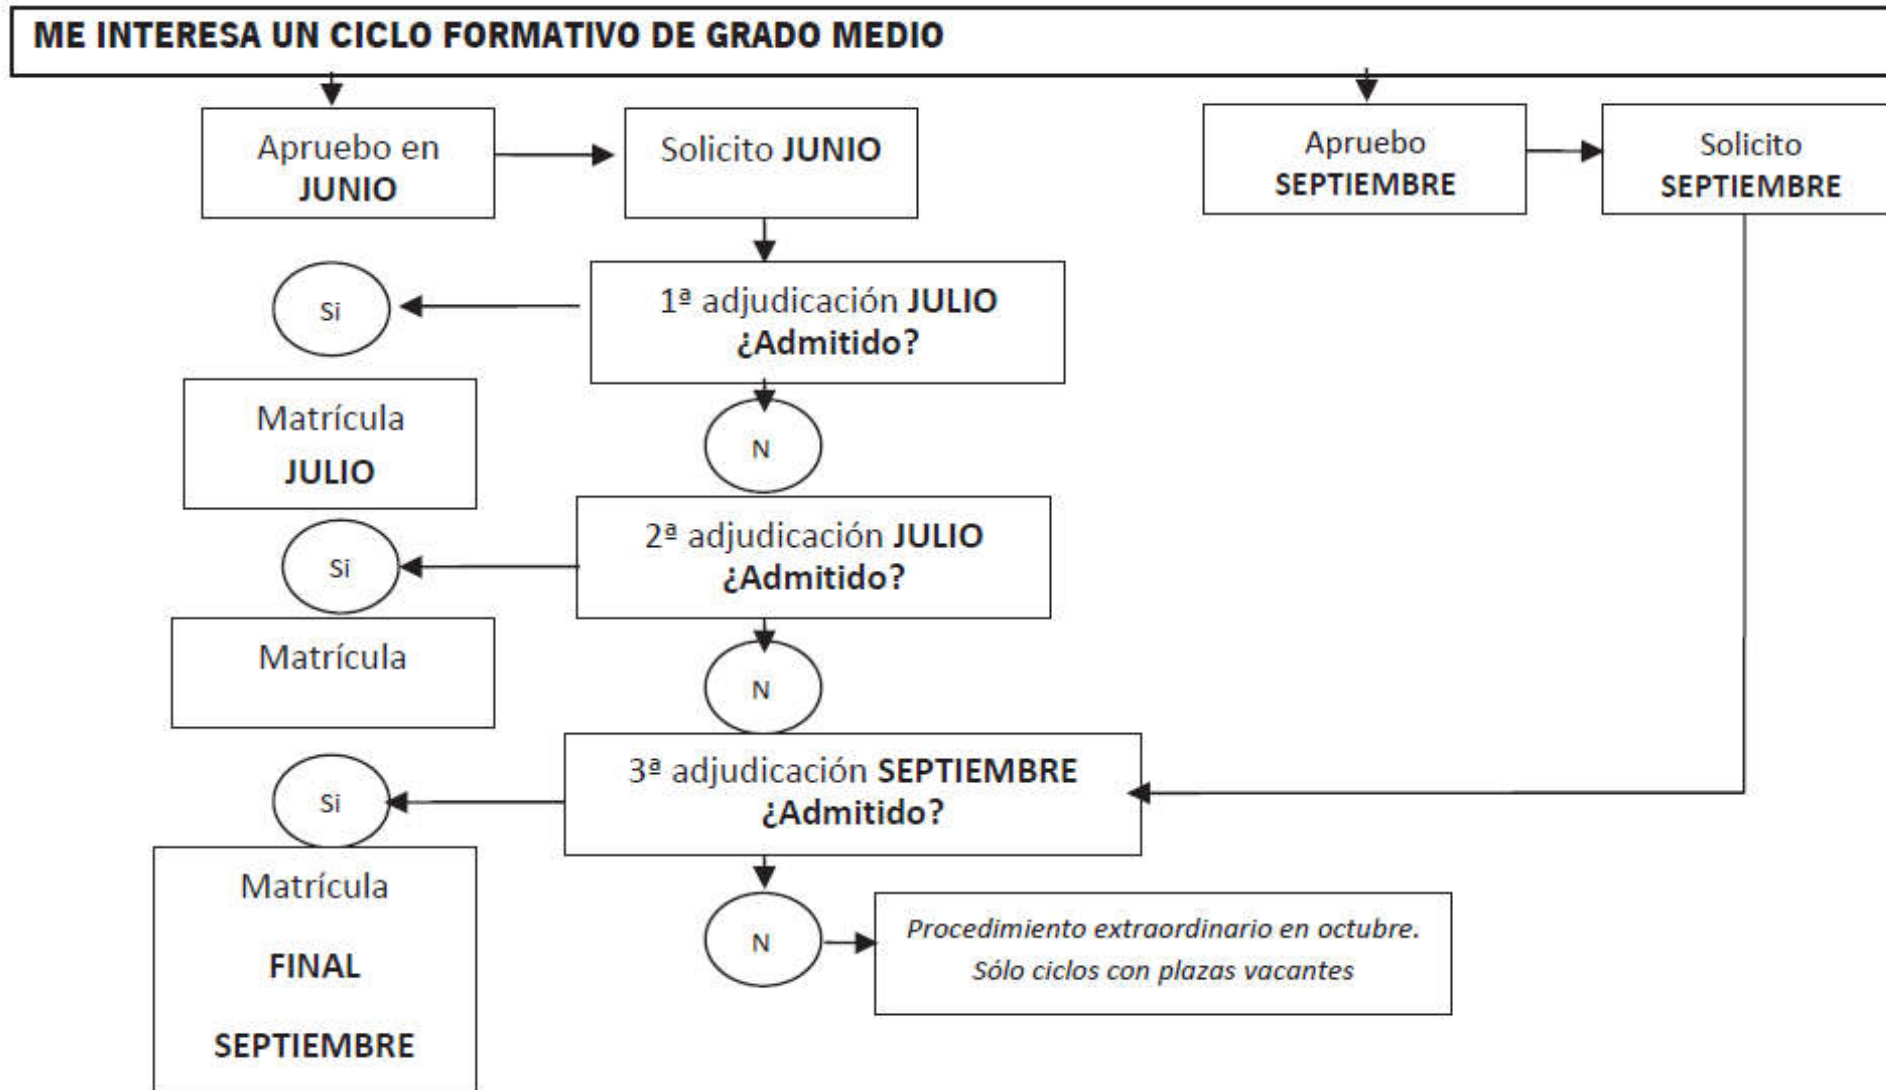 ME INTERESA UN CICLO FORMATIVO DE GRADO MEDIO
Apruebo en
JUNIO
Solicito JUNIO
Apruebo
SEPTIEMBRE
Solicito
SEPTIEMBRE
Si
1ª adjudicación JULIO
¿Admitido?
Matrícula
JULIO
N
Si
2ª adjudicación JULIO
¿Admitido?
Matrícula
N
Si
3ª adjudicación SEPTIEMBRE
¿Admitido?
Matrícula
FINAL
SEPTIEMBRE
N
Procedimiento extraordinario en octubre.
Sólo ciclos con plazas vacantes